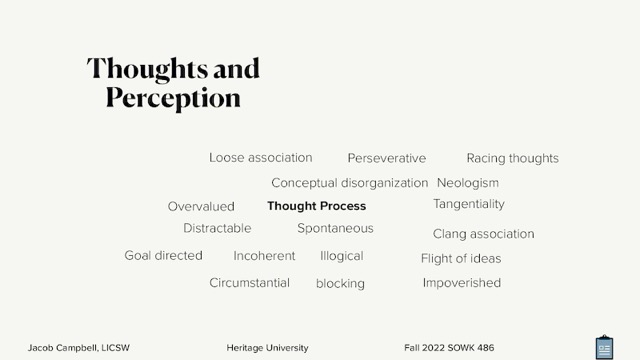 Thoughts and
Perception
Loose association Perseverative Racing thoughts
Conceptual disorganization Neologism
Overvalued Thought Process Tangentiality
Distractable Spontaneous Clang association
Goal directed Incoherent Illogical Flight of ideas
Circumstantial blocking Impoverished
Jacob Campbell, LICSW Heritage University Fall 2022 SOWK 486